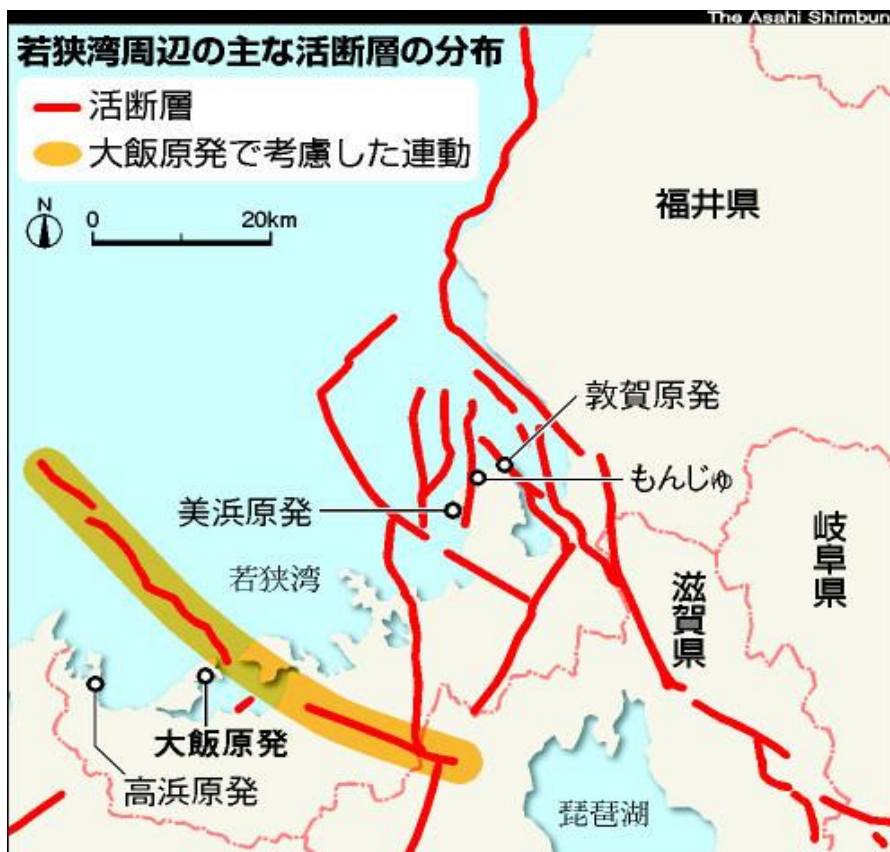 The Asahi Shimbun
若狭湾周辺の主な活断層の分布
活断層
大飯原発で考慮した連動
N
0 20km
福井県
敦賀原発
もんじゅ
美浜原発
若狭湾
岐阜県
滋賀県
大飯原発
高浜原発
琵琶湖